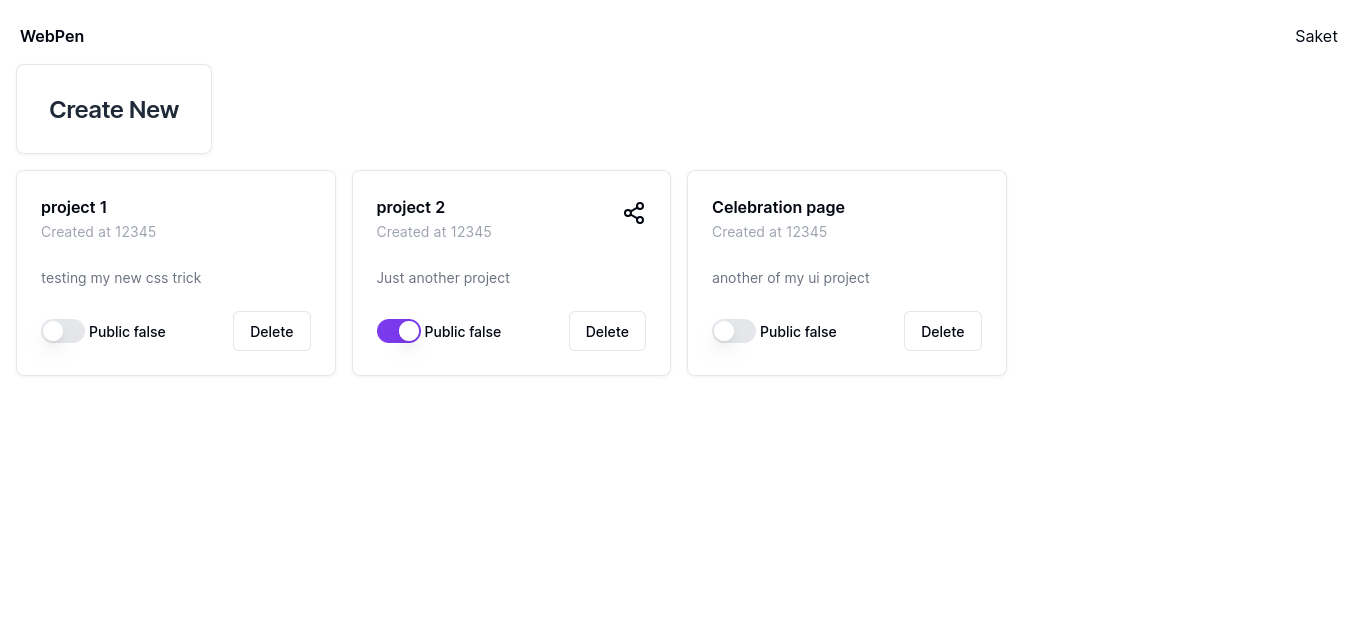 WebPen
Saket
Create New
project 1
Created at 12345
testing my new css trick
Public false
Delete
project 2
Created at 12345
Just another project
Public false
Delete
Celebration page
Created at 12345
another of my ui project
Public false
Delete